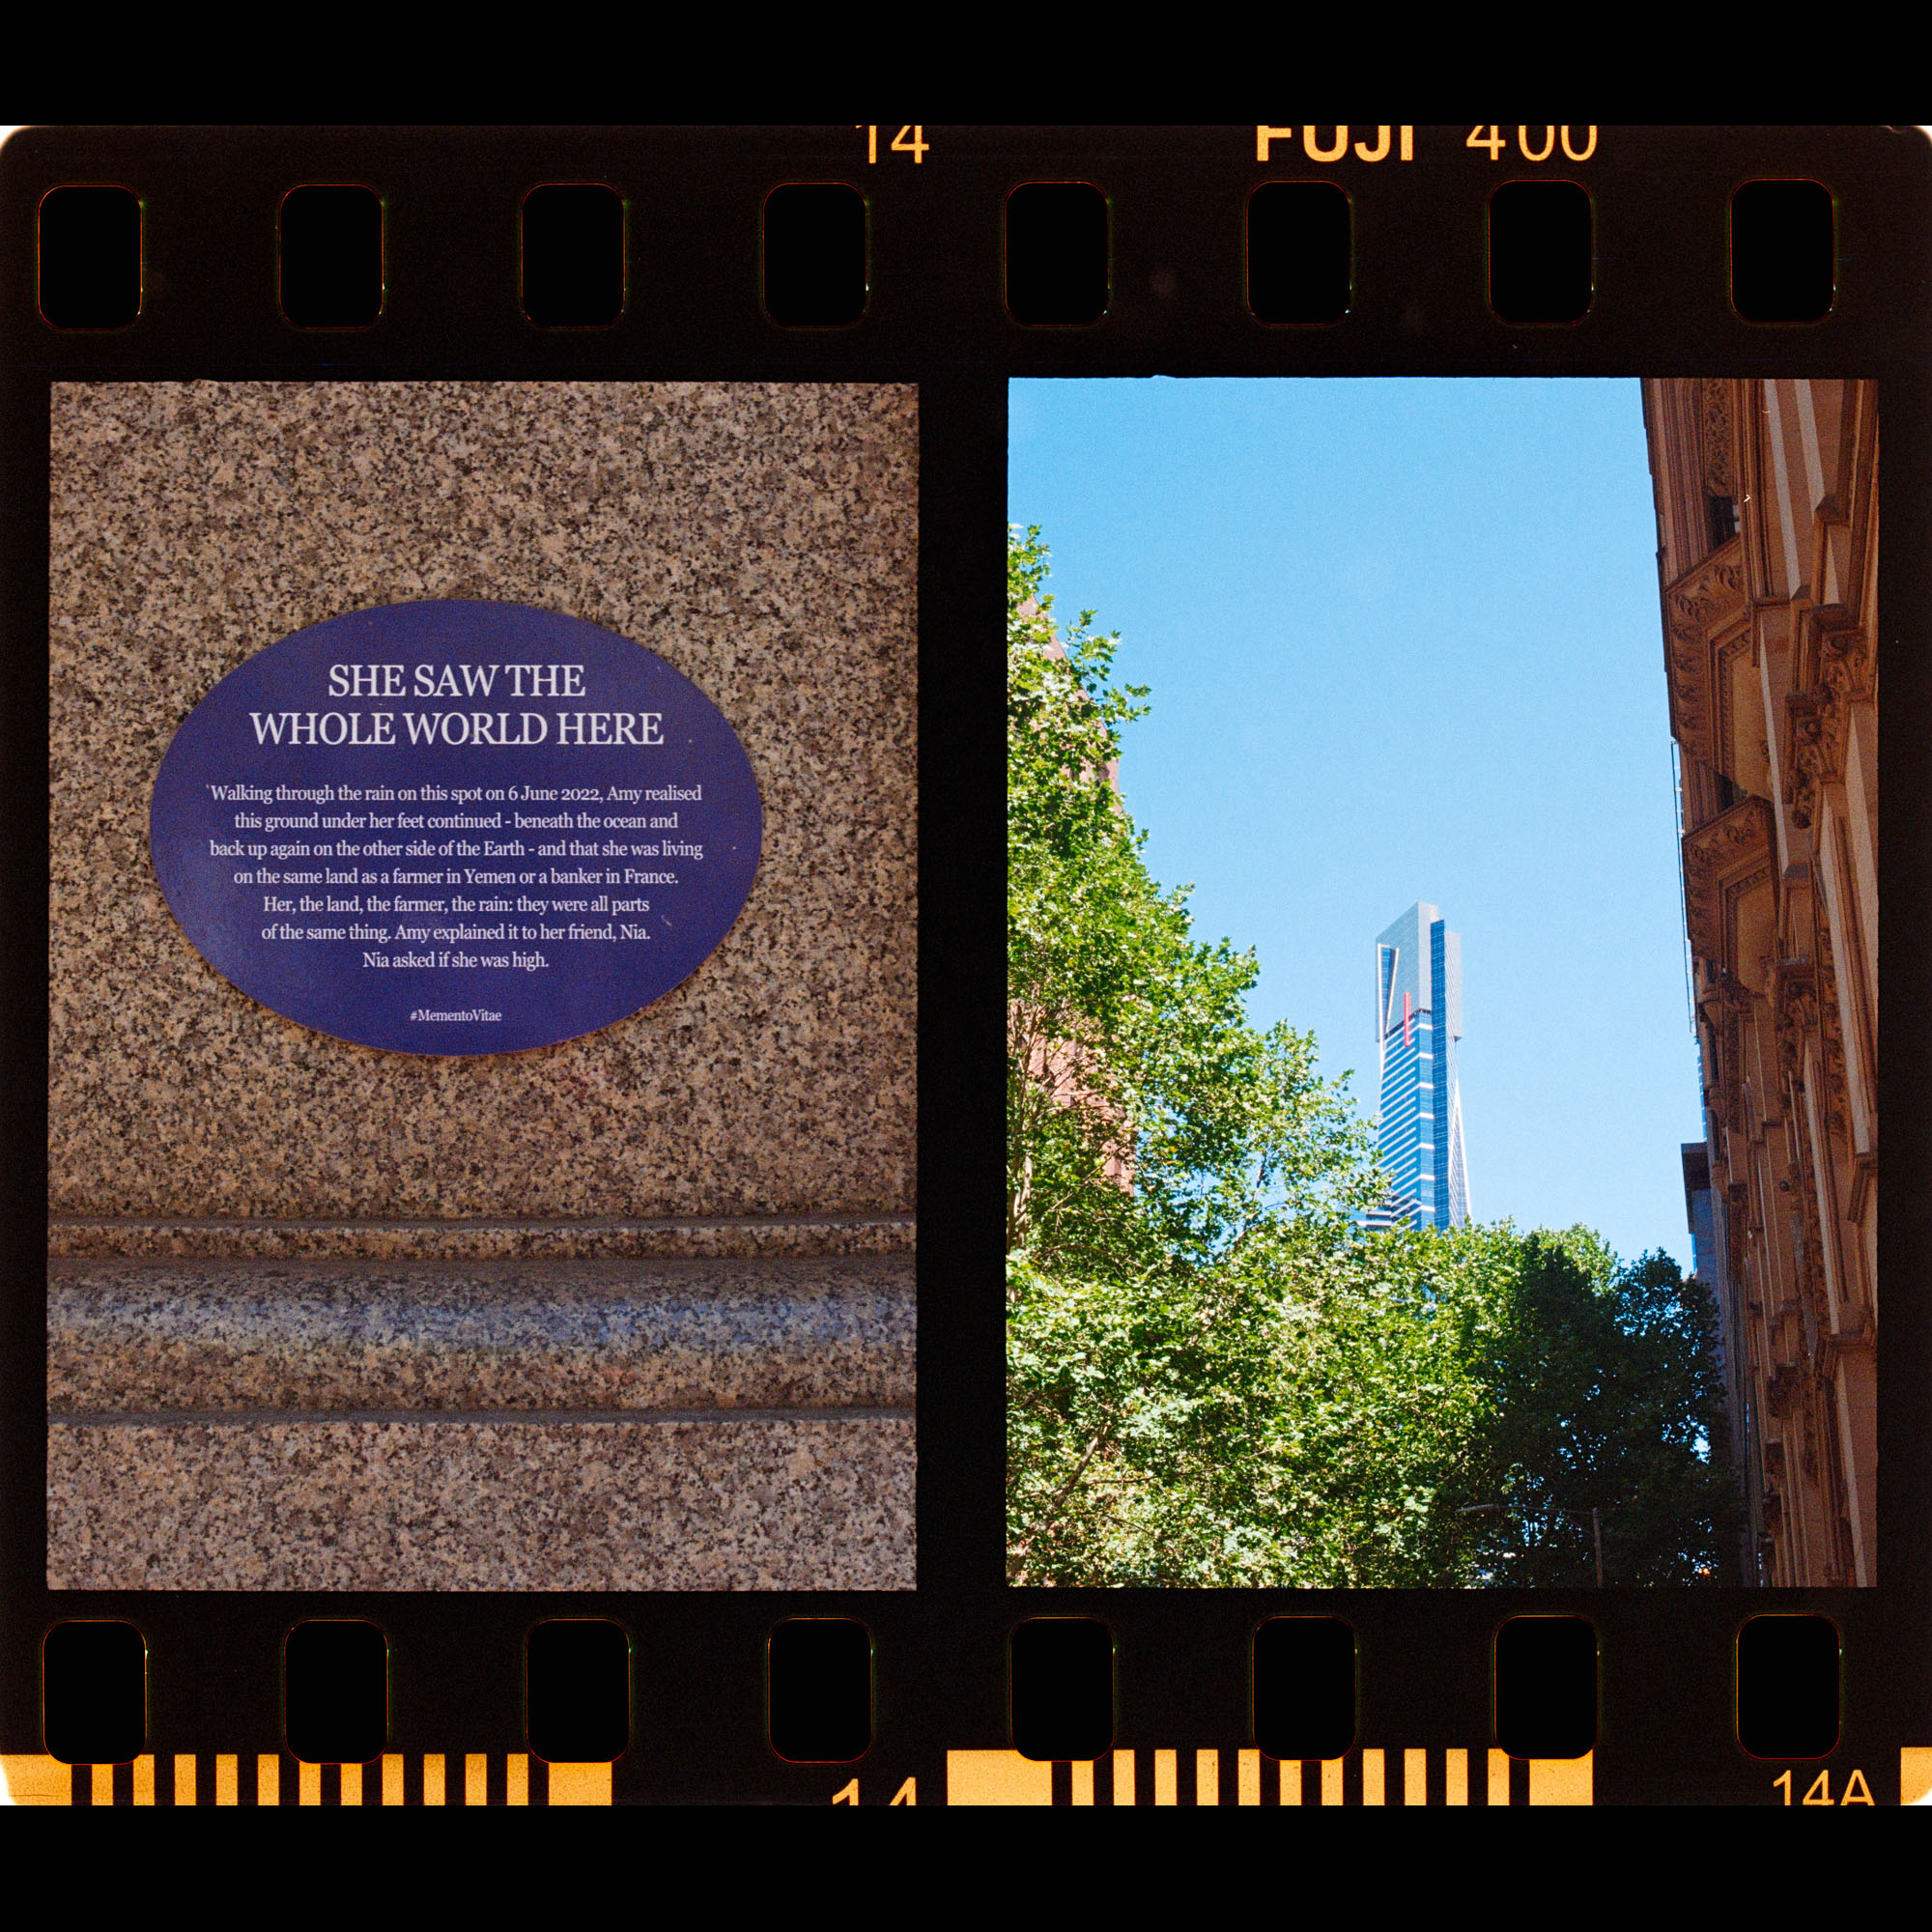 14
FUJI 400
SHE SAW THE
WHOLE WORLD HERE
'Walking through the rain on this spot on 6 June 2022, Amy realised
this ground under her feet continued - beneath the ocean and
back up again on the other side of the Earth - and that she was living
on the same land as a farmer in Yemen or a banker in France.
Her, the land, the farmer, the rain: they were all parts
of the same thing. Amy explained it to her friend, Nia.
Nia asked if she was high.
#MementoVitae
14
14A